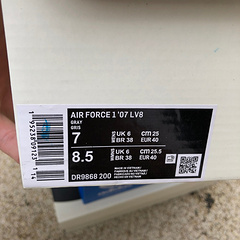 AIR FORCE 1 '07 LV8
GRAY
GRIS
7 UK 6 CM 25
BR 38 EUR 40
8.5 UK 6 CM 25.5
BR 38 EUR 40
DR9868 200